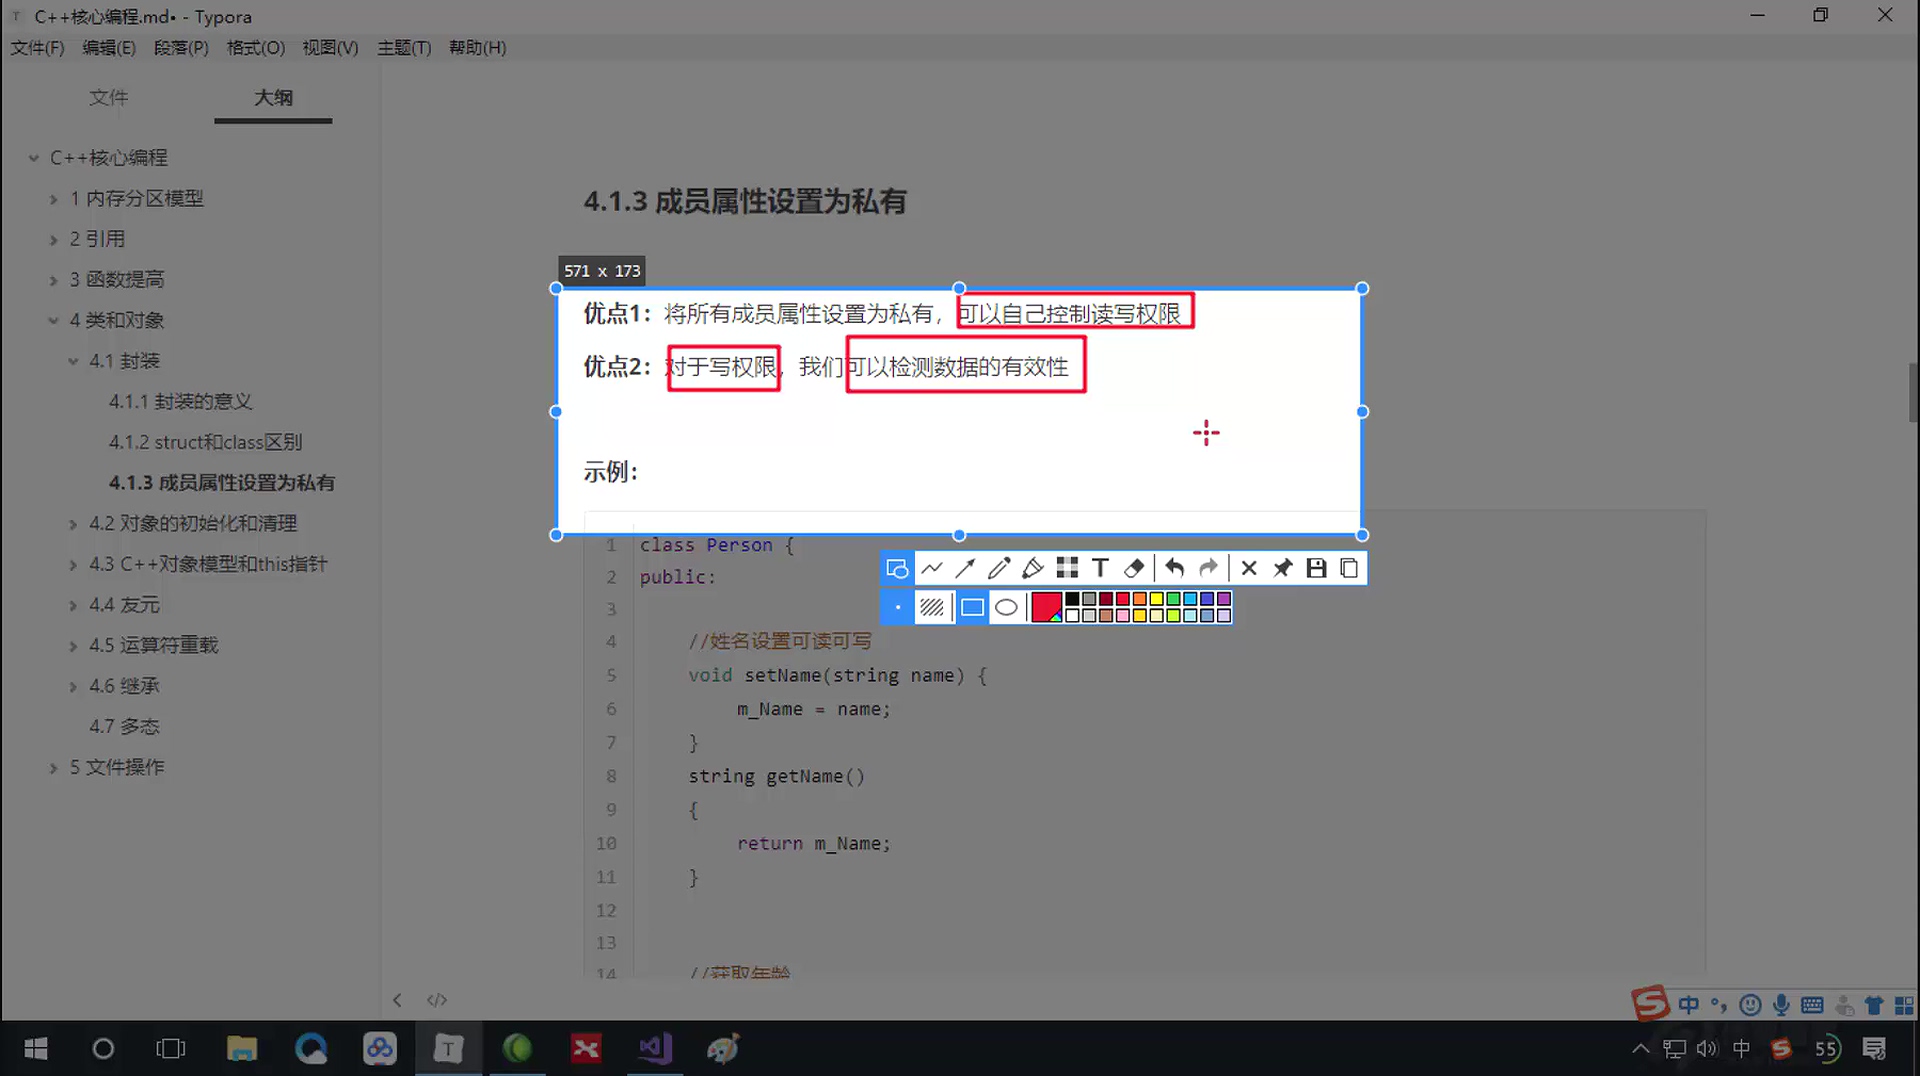 C++核心编程.md• - Typora
文件(F) 编辑(E) 段落(P) 格式(O) 视图(V) 主题(T) 帮助(H)
文件 大纲
C++核心编程
1 内存分区模型
2 引用
3 函数提高
4 类和对象
4.1 封装
4.1.1 封装的意义
4.1.2 struct和class区别
4.1.3 成员属性设置为私有
4.2 对象的初始化和清理
4.3 C++对象模型和this指针
4.4 友元
4.5 运算符重载
4.6 继承
4.7 多态
5 文件操作
4.1.3 成员属性设置为私有
571 x 173
优点1：将所有成员属性设置为私有，可以自己控制读写权限
优点2：对于写权限，我们可以检测数据的有效性
示例：
1 class Person {
2 public:
3
4 //姓名设置可读可写
5 void setName(string name) {
6 m_Name = name;
7 }
8 string getName()
9 {
10 return m_Name;
11 }
12
13
14 //获取年龄
中
中 55